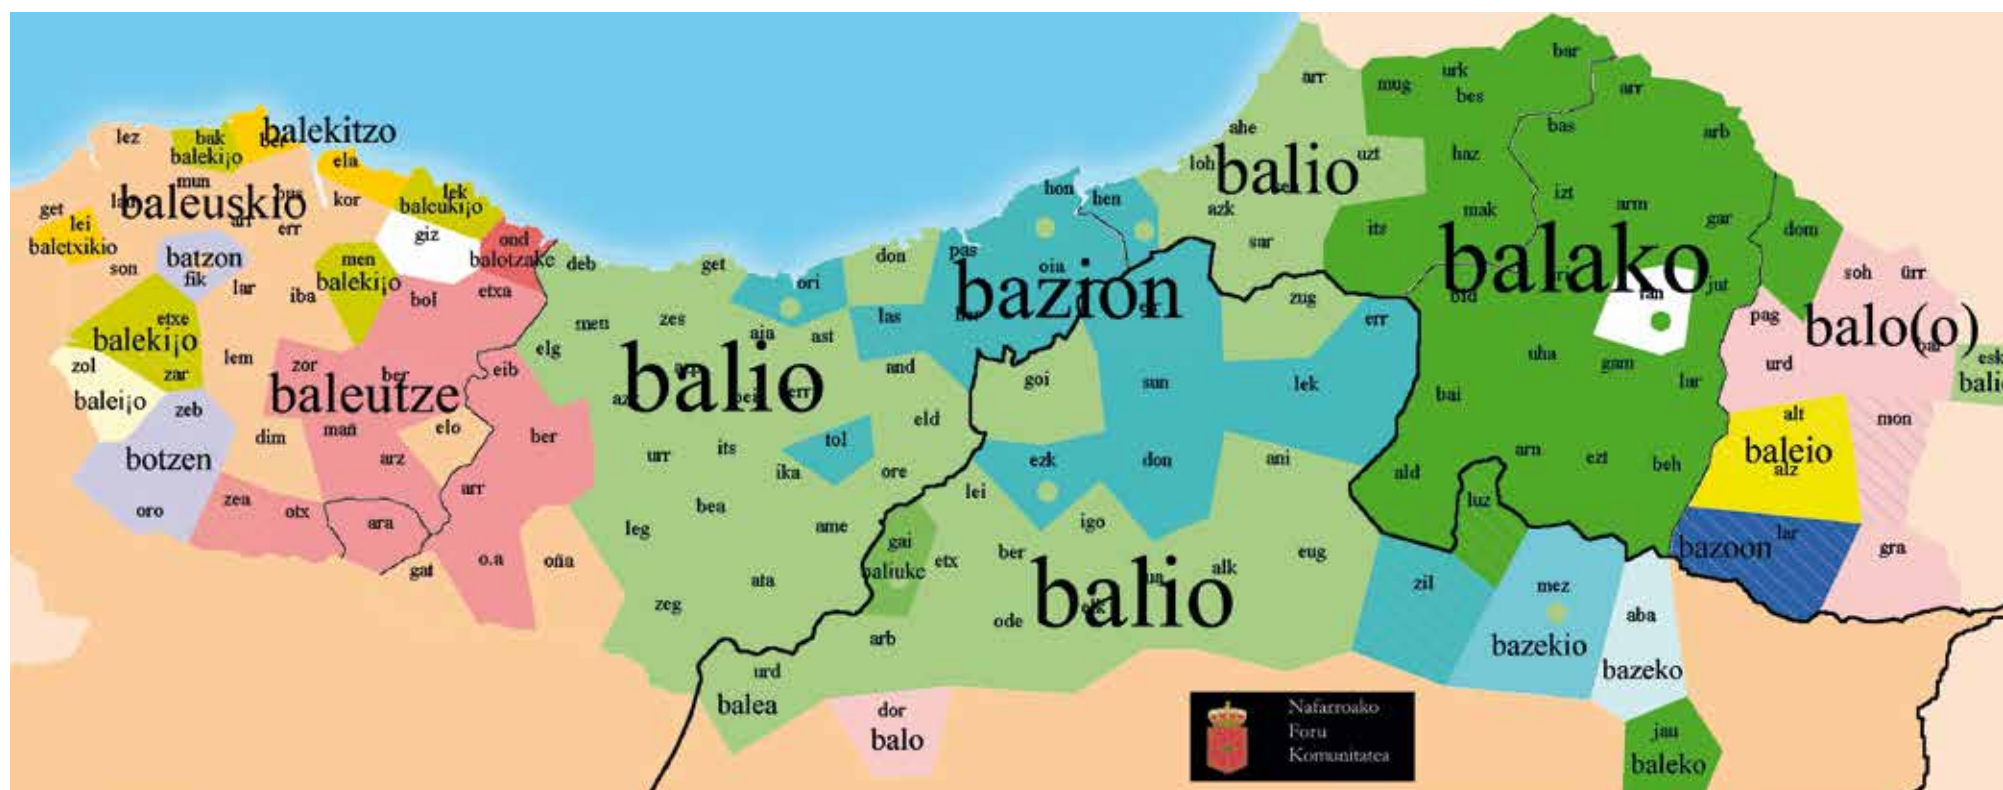 bar
arr
mug
urk
bes
arr
lez
bak
balekitzo
ahe
bas
arb
balekijo
ela
loh
balio
uzt
haz
mun
lek
hon
hen
izt
get
baleuskio
kor
baleukijo
azk
mak
arm
gar
lei
arr
err
giz
ond
sar
its
balako
dom
baletxikio
batzon
men
balotzake
deb
get
don
pas
soh
ürr
son
fik
lar
balekijo
etxa
ori
oia
bazion
zug
jut
iba
bol
etxe
men
zes
las
err
pag
balo(o)
balekijo
aia
ast
zol
zar
lem
zor
ber
elg
eib
balio
and
goi
sun
lek
uha
gam
lar
urd
esk
balio
baleijo
zeb
baleutze
bai
alt
dim
mañ
elo
ber
eld
mon
botzen
arz
urr
its
tol
ika
ore
ezk
don
ani
ald
arn
ezt
beh
baleio
alz
oro
zea
otx
ara
arr
leg
bea
ame
lei
igo
luz
gat
o.a
oña
ata
gai
baliuke
etx
ber
balio
alk
eug
zil
mez
bazoon
lar
gra
zeg
arb
ode
bazekio
aba
bazeko
urd
balea
dor
balo
Nafarroako
Foru
Komunitatea
jau
baleko